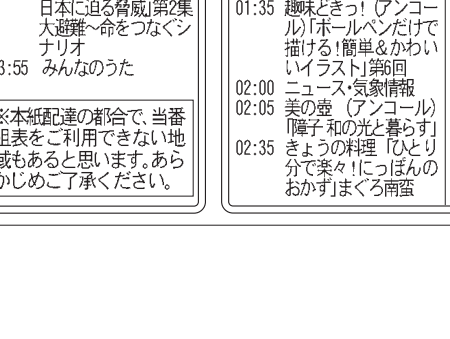 日本に迫る脅威」第2集
大避難～命をつなぐシ
ナリオ
3:55 みんなのうた
※本紙配達の都合で、当番
組表をご利用できない地
域もあると思います。あら
かじめご了承ください。
01:35 趣味どきっ！（アンコー
ル）「ボールペンだけで
描ける！簡単＆かわい
いイラスト」第6回
02:00 ニュース・気象情報
02:05 美の壺 （アンコール）
「障子 和の光と暮らす」
02:35 きょうの料理 「ひとり
分で楽々！にっぽんの
おかず」まぐろ南蛮